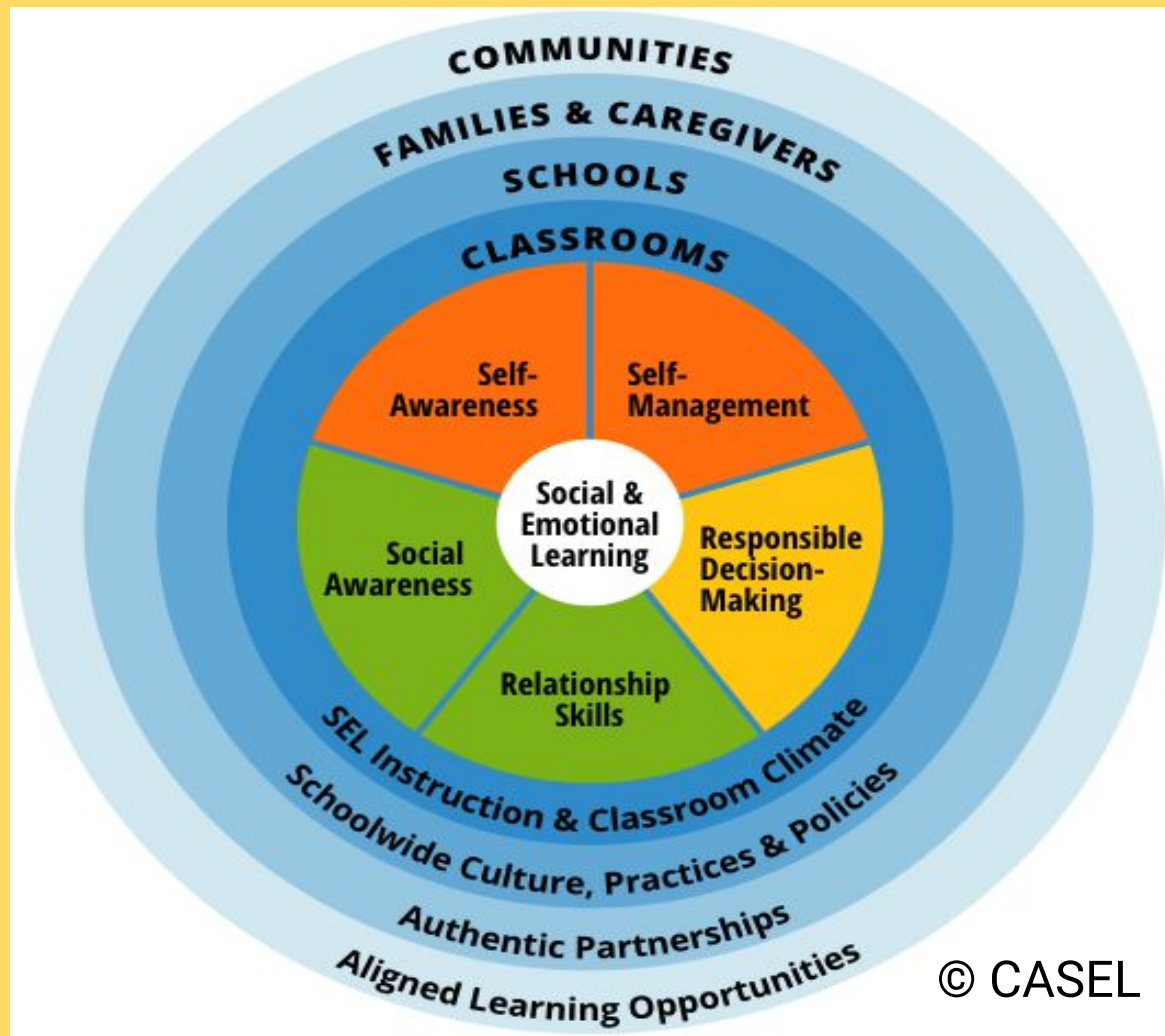 COMMUNITIES
FAMILIES & CAREGIVERS
SCHOOLS
CLASSROOMS
Self-
Awareness
Self-
Management
Social &
Emotional
Learning
Social
Awareness
Responsible
Decision-
Making
Relationship
Skills
SEL Instruction & Classroom Climate
Schoolwide Culture, Practices & Policies
Authentic Partnerships
Aligned Learning Opportunities
© CASEL